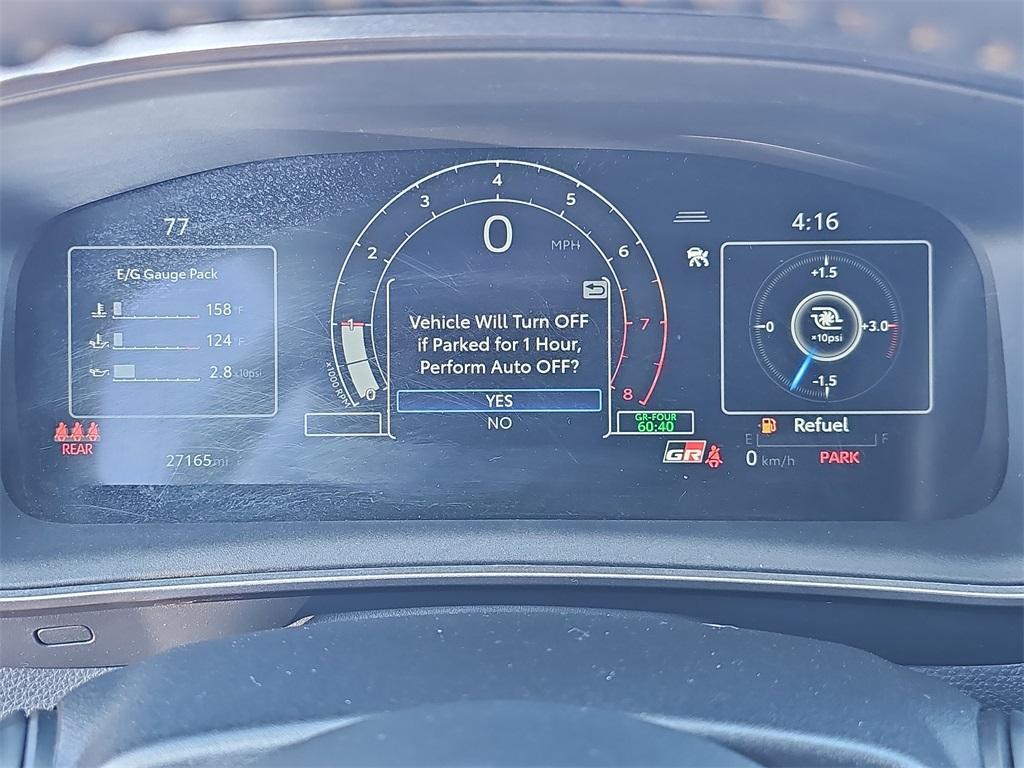 77
E/G Gauge Pack
158 °F
124 °F
2.8 ×10psi
REAR
27165 mi
0
1
2
3
4
5
6
7
8
×1000 RPM
0
MPH
Vehicle Will Turn OFF
if Parked for 1 Hour,
Perform Auto OFF?
YES
NO
GR-FOUR
60:40
GR
4:16
+1.5
-0
+3.0
×10psi
-1.5
Refuel
E F
0 km/h
PARK